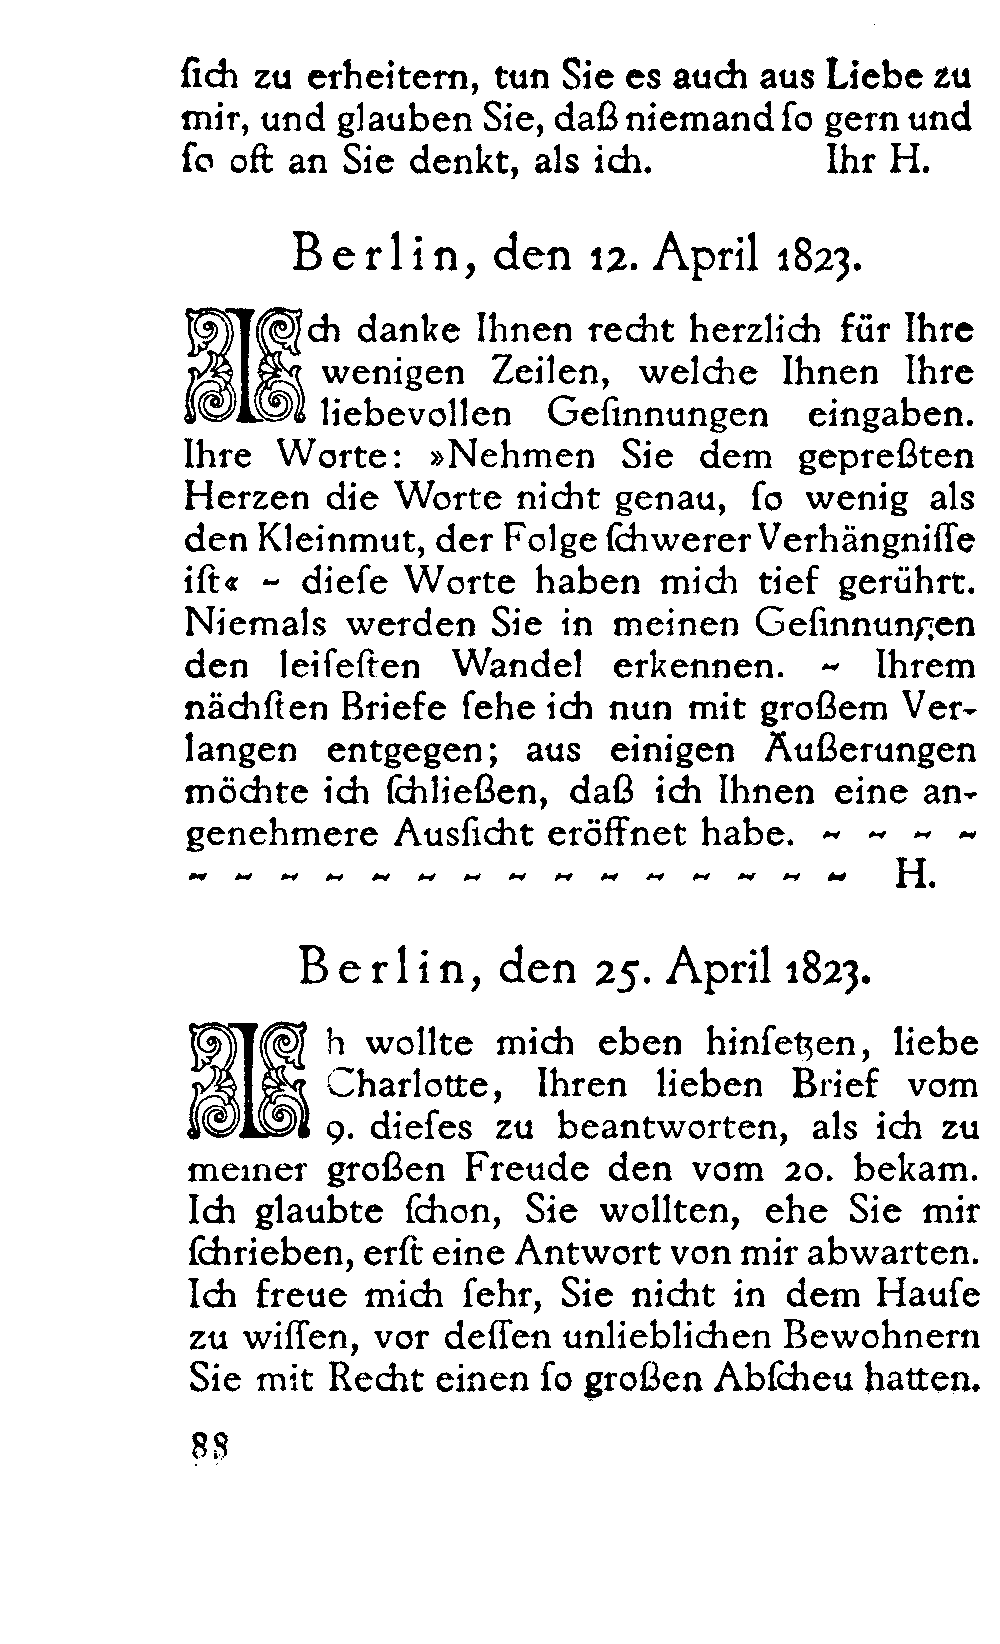 ſich zu erheitern, tun Sie es auch aus Liebe zu
mir, und glauben Sie, daß niemand ſo gern und
ſo oft an Sie denkt, als ich. Ihr H.
Berlin, den 12. April 1823.
Ich danke Ihnen recht herzlich für Ihre
wenigen Zeilen, welche Ihnen Ihre
liebevollen Geſinnungen eingaben.
Ihre Worte: »Nehmen Sie dem gepreßten
Herzen die Worte nicht genau, ſo wenig als
den Kleinmut, der Folge ſchwerer Verhängniſſe
iſt« ~ dieſe Worte haben mich tief gerührt.
Niemals werden Sie in meinen Geſinnungen
den leiſeſten Wandel erkennen. ~ Ihrem
nächſten Briefe ſehe ich nun mit großem Ver-
langen entgegen; aus einigen Äußerungen
möchte ich ſchließen, daß ich Ihnen eine an-
genehmere Ausſicht eröffnet habe. ~ ~ ~ ~
~ ~ ~ ~ ~ ~ ~ ~ ~ ~ ~ ~ ~ ~ ~ H.
Berlin, den 25. April 1823.
Ih wollte mich eben hinſetzen, liebe
Charlotte, Ihren lieben Brief vom
9. dieſes zu beantworten, als ich zu
meiner großen Freude den vom 20. bekam.
Ich glaubte ſchon, Sie wollten, ehe Sie mir
ſchrieben, erſt eine Antwort von mir abwarten.
Ich freue mich ſehr, Sie nicht in dem Hauſe
zu wiſſen, vor deſſen unlieblichen Bewohnern
Sie mit Recht einen ſo großen Abſcheu hatten.
88